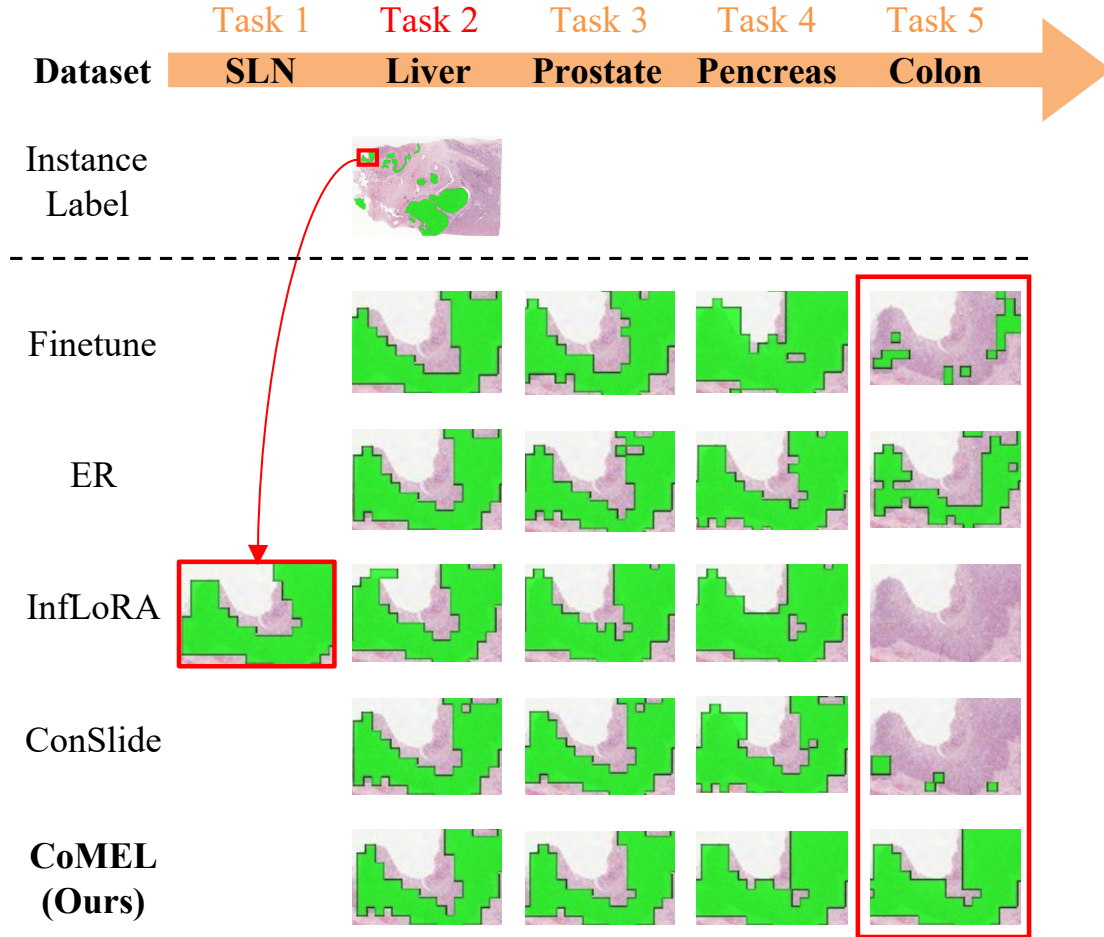 Task 1 Task 2 Task 3 Task 4 Task 5
Dataset SLN Liver Prostate Pencreas Colon
Instance
Label
Finetune
ER
InfLoRA
ConSlide
CoMEL
(Ours)